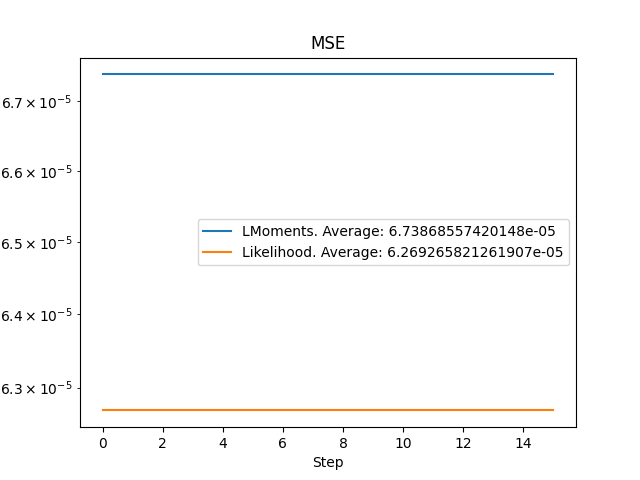 MSE
6.7 × 10⁻⁵
6.6 × 10⁻⁵
6.5 × 10⁻⁵
6.4 × 10⁻⁵
6.3 × 10⁻⁵
LMoments. Average: 6.73868557420148e-05
Likelihood. Average: 6.269265821261907e-05
0 2 4 6 8 10 12 14
Step